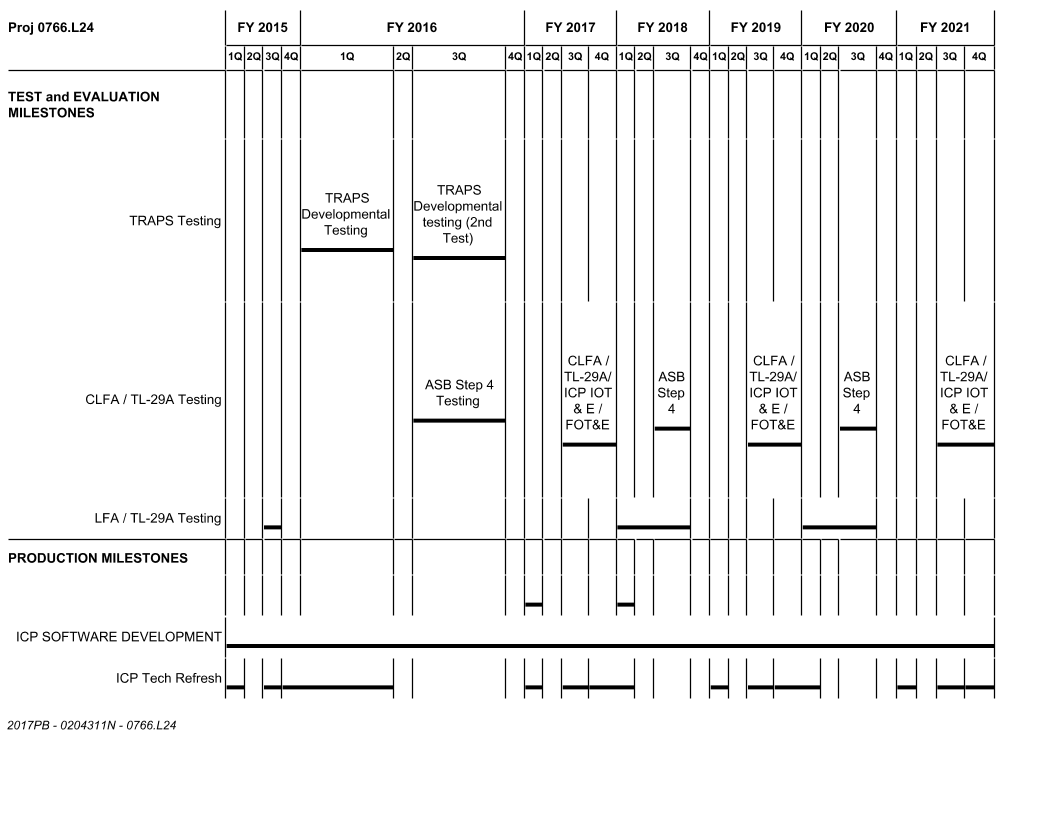 Proj 0766.L24 FY 2015 FY 2016 FY 2017 FY 2018 FY 2019 FY 2020 FY 2021
1Q 2Q 3Q 4Q 1Q 2Q 3Q 4Q 1Q 2Q 3Q 4Q 1Q 2Q 3Q 4Q 1Q 2Q 3Q 4Q 1Q 2Q 3Q 4Q 1Q 2Q 3Q 4Q
TEST and EVALUATION
MILESTONES
TRAPS Testing
TRAPS
Developmental
Testing
TRAPS
Developmental
testing (2nd
Test)
CLFA / TL-29A Testing
ASB Step 4
Testing
CLFA /
TL-29A/
ICP IOT
& E /
FOT&E
ASB
Step
4
CLFA /
TL-29A/
ICP IOT
& E /
FOT&E
ASB
Step
4
CLFA /
TL-29A/
ICP IOT
& E /
FOT&E
LFA / TL-29A Testing
PRODUCTION MILESTONES
ICP SOFTWARE DEVELOPMENT
ICP Tech Refresh
2017PB - 0204311N - 0766.L24